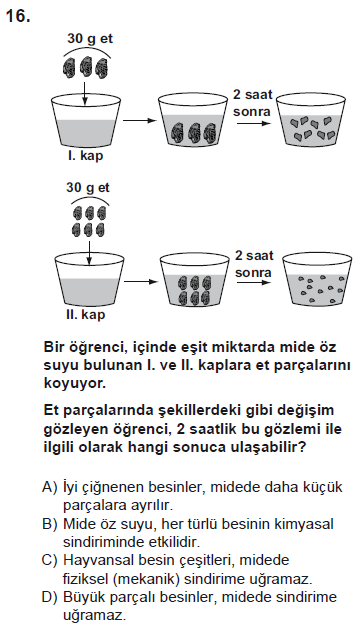 16.
30 g et
2 saat
sonra
I. kap
30 g et
2 saat
sonra
II. kap
Bir öğrenci, içinde eşit miktarda mide öz
suyu bulunan I. ve II. kaplara et parçalarını
koyuyor.
Et parçalarında şekillerdeki gibi değişim
gözleyen öğrenci, 2 saatlik bu gözlemi ile
ilgili olarak hangi sonuca ulaşabilir?
A) İyi çiğnenen besinler, midede daha küçük
parçalara ayrılır.
B) Mide öz suyu, her türlü besinin kimyasal
sindiriminde etkilidir.
C) Hayvansal besin çeşitleri, midede
fiziksel (mekanik) sindirime uğramaz.
D) Büyük parçalı besinler, midede sindirime
uğramaz.